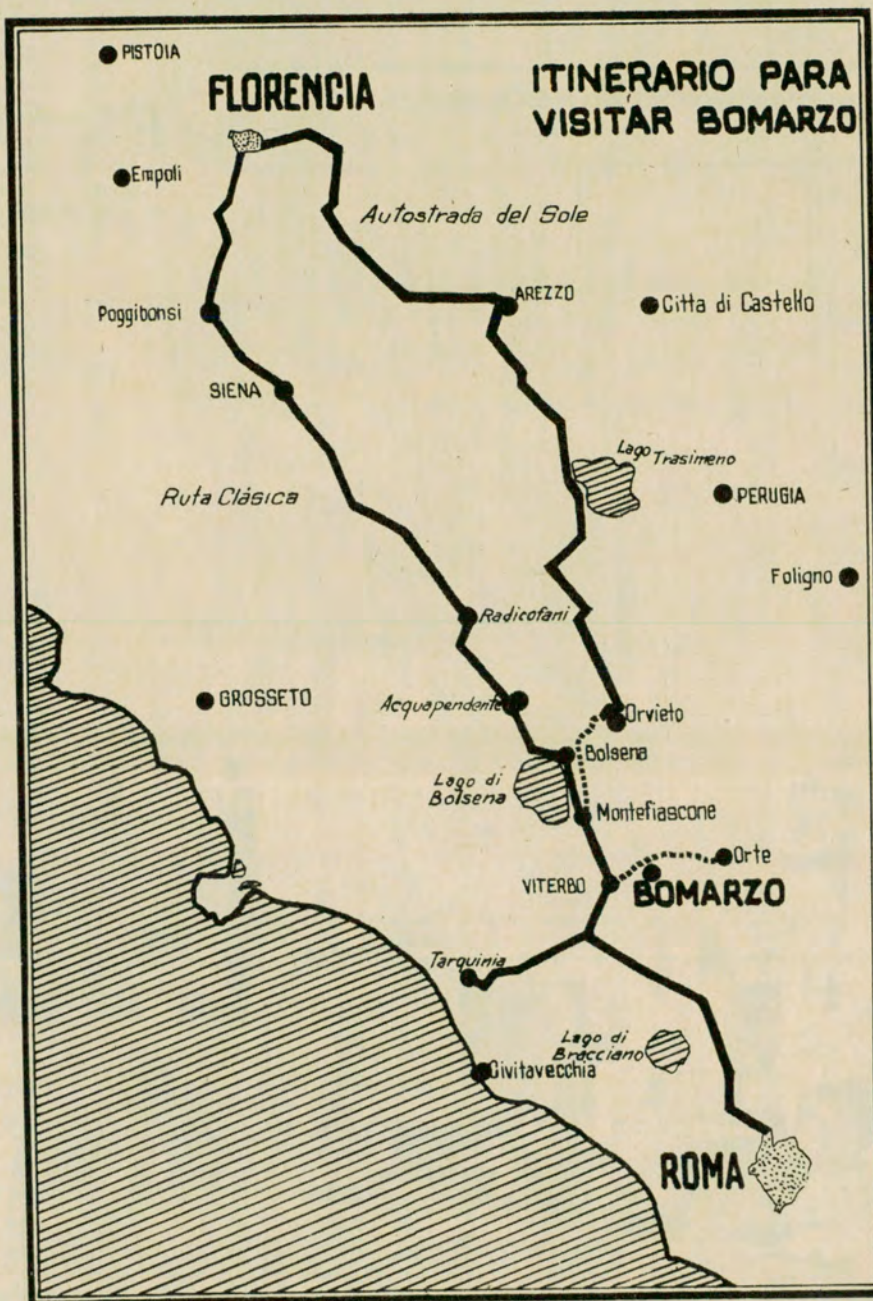 PISTOIA
FLORENCIA
ITINERARIO PARA
VISITAR BOMARZO
Empoli
Autostrada del Sole
Poggibonsi
AREZZO
Citta di Castello
SIENA
Lago
Trasimeno
Ruta Clásica
PERUGIA
Foligno
Radicofani
GROSSETO
Acquapendente
Orvieto
Bolsena
Lago di
Bolsena
Montefiascone
Orte
VITERBO
BOMARZO
Tarquinia
Lago di
Bracciano
Civitavecchia
ROMA